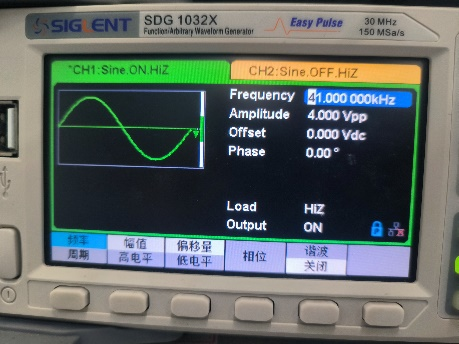 SIGLENT SDG 1032X Easy Pulse 30 MHz
Function/Arbitrary Waveform Generator 150 MSa/s
*CH1:Sine.ON.HiZ CH2:Sine.OFF.HiZ
Frequency 41.000 000kHz
Amplitude 4.000 Vpp
Offset 0.000 Vdc
Phase 0.00 °
Load HiZ
Output ON
频率 幅值 偏移量 相位 谐波
周期 高电平 低电平 关闭